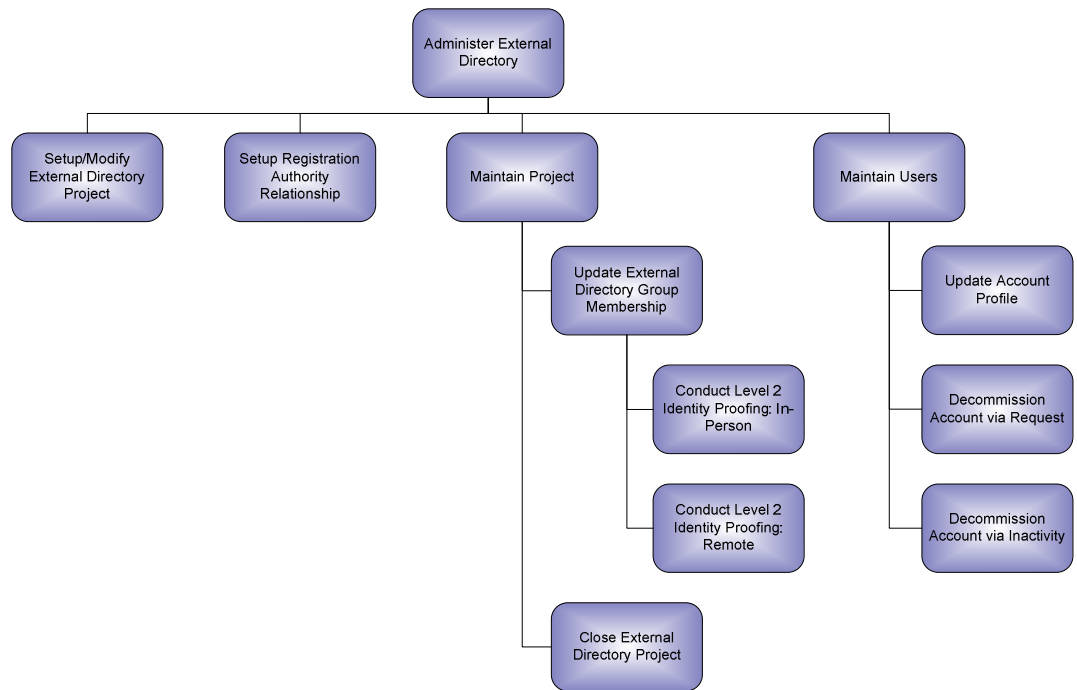 Administer External
Directory
Setup/Modify
External Directory
Project
Setup Registration
Authority
Relationship
Maintain Project
Maintain Users
Update External
Directory Group
Membership
Update Account
Profile
Conduct Level 2
Identity Proofing: In-
Person
Decommission
Account via Request
Conduct Level 2
Identity Proofing:
Remote
Decommission
Account via Inactivity
Close External
Directory Project